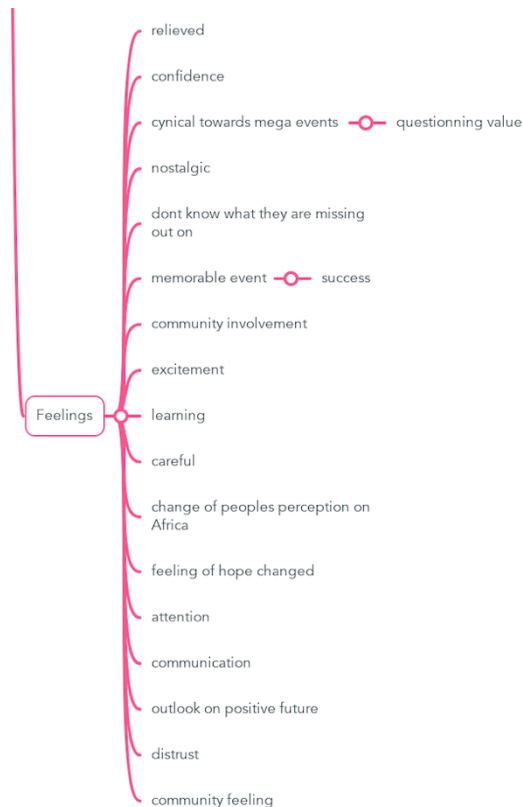 relieved
confidence
cynical towards mega events
questionning value
nostalgic
dont know what they are missing
out on
memorable event
success
community involvement
excitement
Feelings
learning
careful
change of peoples perception on
Africa
feeling of hope changed
attention
communication
outlook on positive future
distrust
community feeling